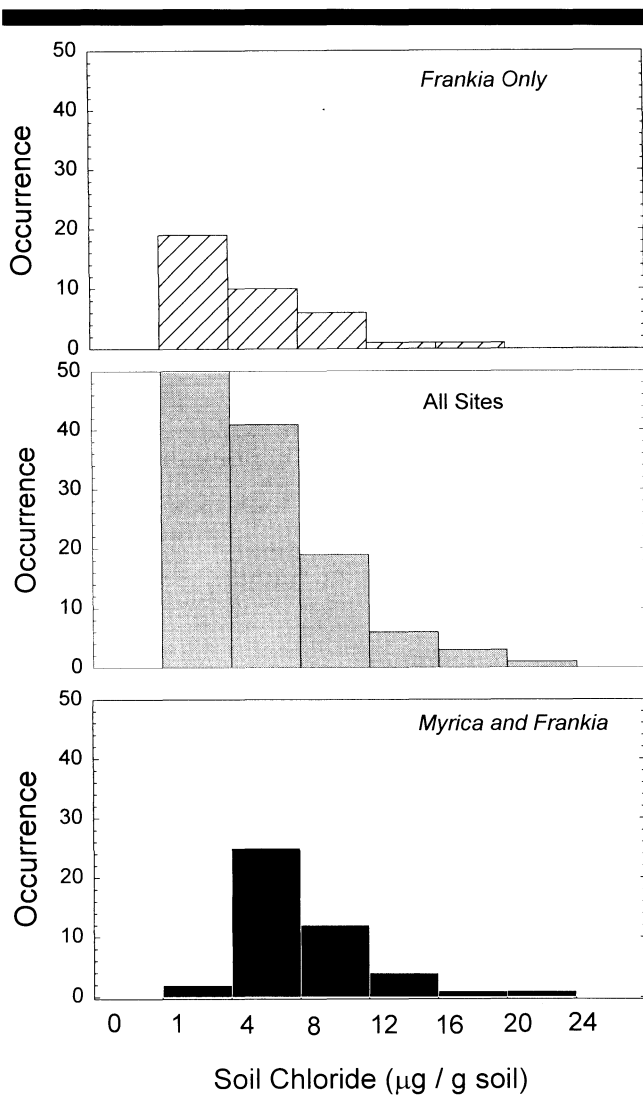 50
Frankia Only
40
30
20
10
0
Occurrence
50
All Sites
40
30
20
10
0
Occurrence
50
Myrica and Frankia
40
30
20
10
0
Occurrence
0 1 4 8 12 16 20 24
Soil Chloride (μg / g soil)